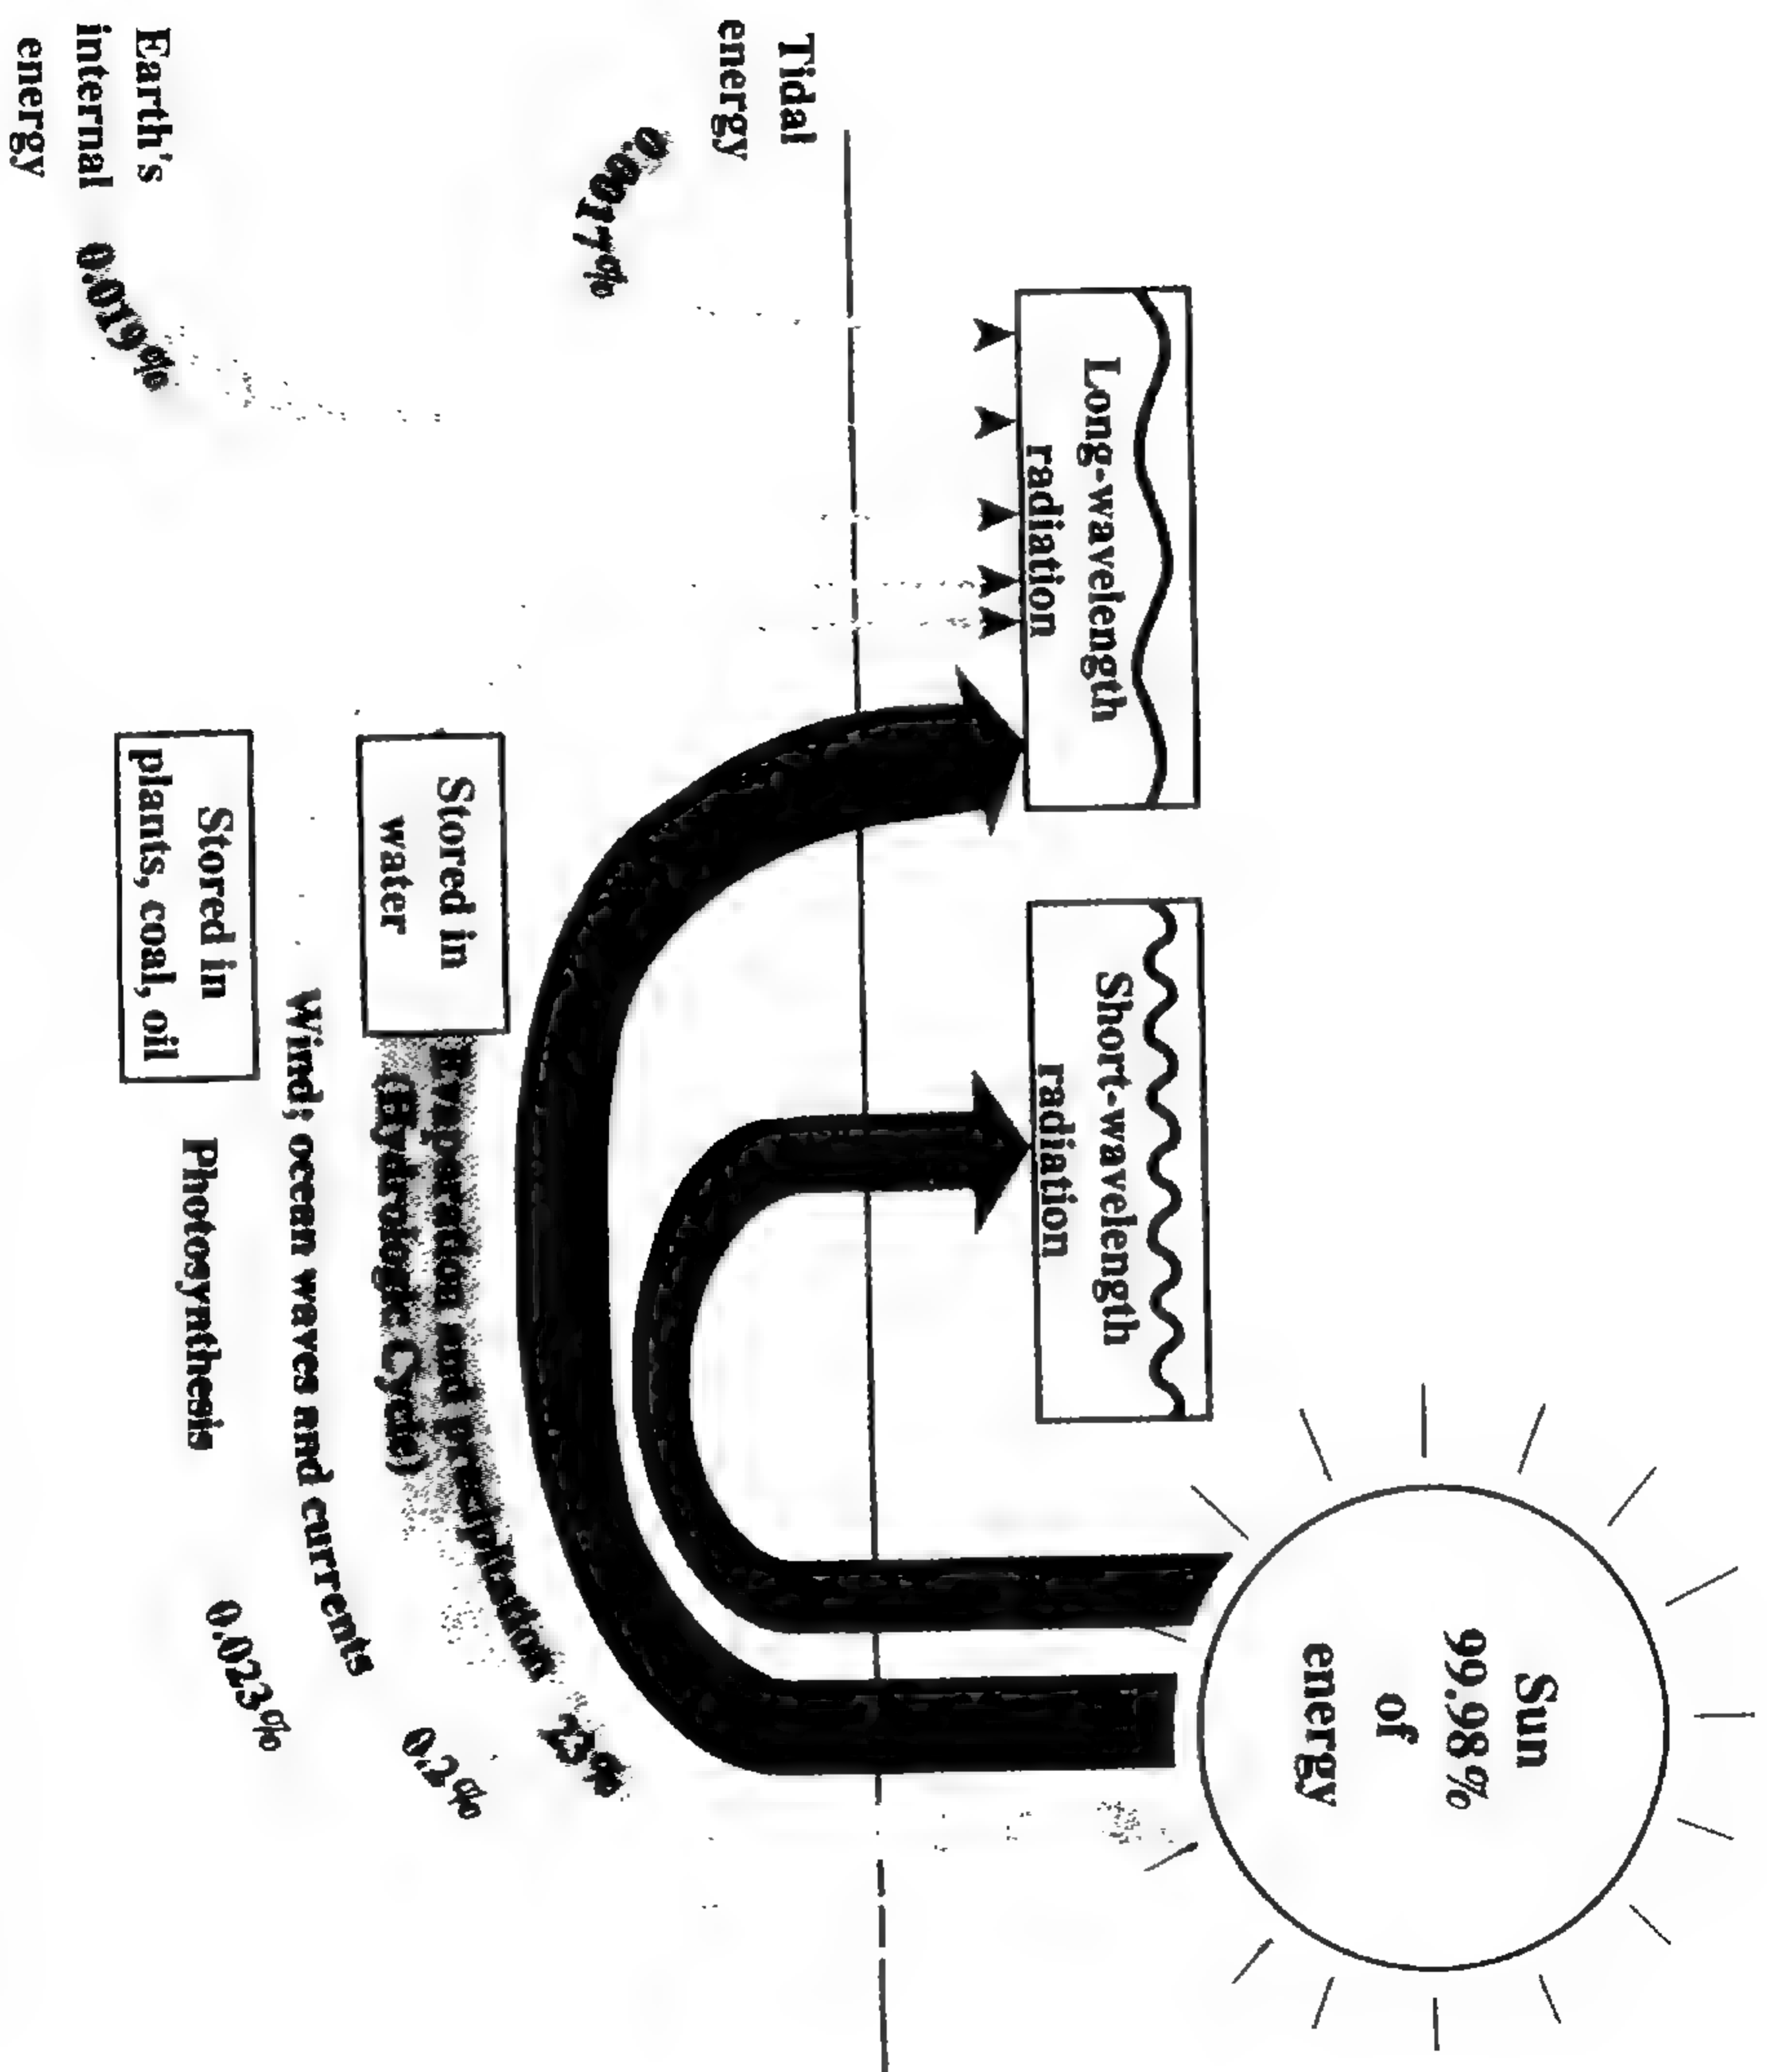 Sun
99.98%
of
energy
Long-wavelength
radiation
Short-wavelength
radiation
Tidal
energy
0.0017%
23%
Evaporation and precipitation
(Hydrologic Cycle)
Stored in
water
0.2%
Wind, ocean waves and currents
0.023%
Photosynthesis
Stored in
plants, coal, oil
Earth's
internal
energy
0.019%